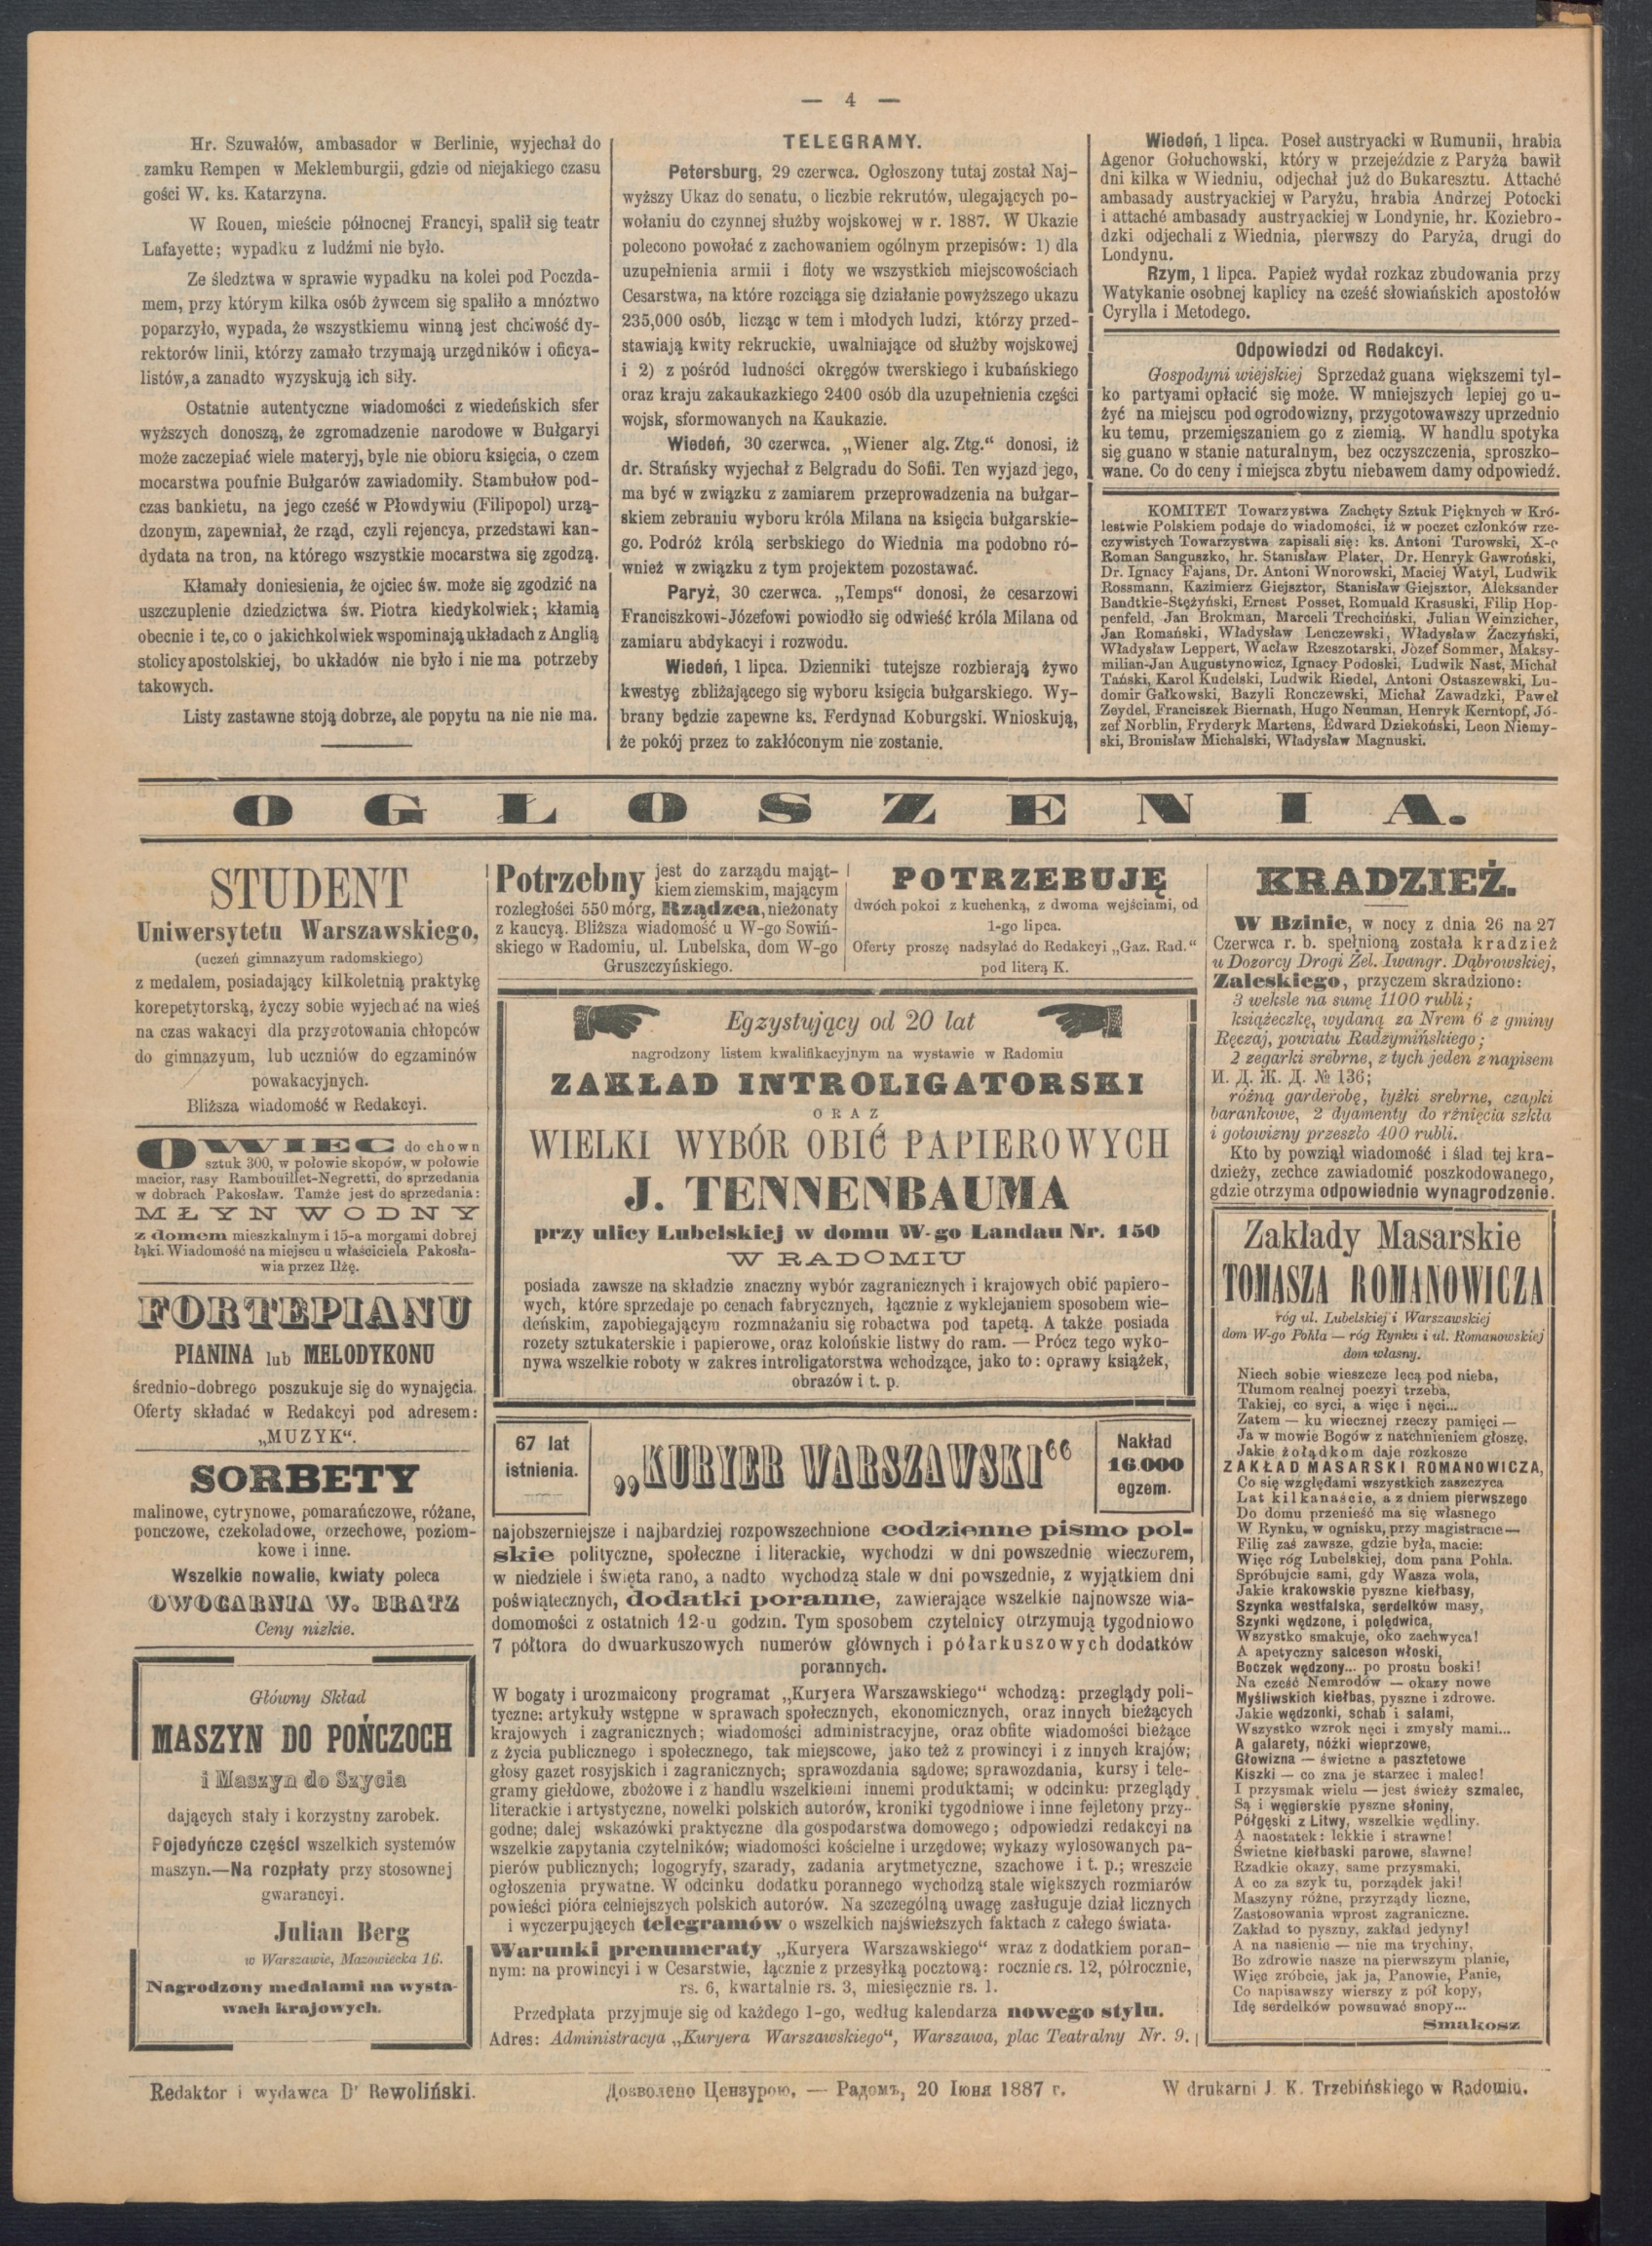 — 4 —
Hr. Szuwałów, ambasador w Berlinie, wyjechał do
zamku Rempen w Meklemburgii, gdzie od niejakiego czasu
gości W. ks. Katarzyna.
W Rouen, mieście północnej Francyi, spalił się teatr
Lafayette; wypadku z ludźmi nie było.
Ze śledztwa w sprawie wypadku na kolei pod Poczda-
mem, przy którym kilka osób żywcem się spaliło a mnóztwo
poparzyło, wypada, że wszystkiemu winną jest chciwość dy-
rektorów linii, którzy zamało trzymają urzędników i oficya-
listów, a zanadto wyzyskują ich siły.
Ostatnie autentyczne wiadomości z wiedeńskich sfer
wyższych donoszą, że zgromadzenie narodowe w Bułgaryi
może zaczepiać wiele materyj, byle nie obioru księcia, o czem
mocarstwa poufnie Bułgarów zawiadomiły. Stambułow pod-
czas bankietu, na jego cześć w Płowdywiu (Filipopol) urzą-
dzonym, zapewniał, że rząd, czyli rejencya, przedstawi kan-
dydata na tron, na którego wszystkie mocarstwa się zgodzą.
Kłamały doniesienia, że ojciec św. może się zgodzić na
uszczuplenie dziedzictwa św. Piotra kiedykolwiek; kłamią
obecnie i te, co o jakichkolwiek wspominają układach z Anglią
stolicy apostolskiej, bo układów nie było i nie ma potrzeby
takowych.
Listy zastawne stoją dobrze, ale popytu na nie nie ma.
TELEGRAMY.
Petersburg, 29 czerwca. Ogłoszony tutaj został Naj-
wyższy Ukaz do senatu, o liczbie rekrutów, ulegających po-
wołaniu do czynnej służby wojskowej w r. 1887. W Ukazie
polecono powołać z zachowaniem ogólnym przepisów: 1) dla
uzupełnienia armii i floty we wszystkich miejscowościach
Cesarstwa, na które rozciąga się działanie powyższego ukazu
235,000 osób, licząc w tem i młodych ludzi, którzy przed-
stawiają kwity rekruckie, uwalniające od służby wojskowej
i 2) z pośród ludności okręgów twerskiego i kubańskiego
oraz kraju zakaukazkiego 2400 osób dla uzupełnienia części
wojsk, sformowanych na Kaukazie.
Wiedeń, 30 czerwca. „Wiener alg. Ztg.“ donosi, iż
dr. Strańsky wyjechał z Belgradu do Sofii. Ten wyjazd jego,
ma być w związku z zamiarem przeprowadzenia na bułgar-
skiem zebraniu wyboru króla Milana na księcia bułgarskie-
go. Podróż króla serbskiego do Wiednia ma podobno ró-
wnież w związku z tym projektem pozostawać.
Paryż, 30 czerwca. „Temps“ donosi, że cesarzowi
Franciszkowi-Józefowi powiodło się odwieść króla Milana od
zamiaru abdykacyi i rozwodu.
Wiedeń, 1 lipca. Dzienniki tutejsze rozbierają żywo
kwestyę zbliżającego się wyboru księcia bułgarskiego. Wy-
brany będzie zapewne ks. Ferdynad Koburgski. Wnioskują,
że pokój przez to zakłóconym nie zostanie.
Wiedeń, 1 lipca. Poseł austryacki w Rumunii, hrabia
Agenor Gołuchowski, który w przejeździe z Paryża bawił
dni kilka w Wiedniu, odjechał już do Bukaresztu. Attaché
ambasady austryackiej w Paryżu, hrabia Andrzej Potocki
i attaché ambasady austryackiej w Londynie, hr. Koziebro-
dzki odjechali z Wiednia, pierwszy do Paryża, drugi do
Londynu.
Rzym, 1 lipca. Papież wydał rozkaz zbudowania przy
Watykanie osobnej kaplicy na cześć słowiańskich apostołów
Cyrylla i Metodego.
Odpowiedzi od Redakcyi.
Gospodyni wiejskiej Sprzedaż guana większemi tyl-
ko partyami opłacić się może. W mniejszych lepiej go u-
żyć na miejscu pod ogrodowizny, przygotowawszy uprzednio
ku temu, przemięszaniem go z ziemią. W handlu spotyka
się guano w stanie naturalnym, bez oczyszczenia, sproszko-
wane. Co do ceny i miejsca zbytu niebawem damy odpowiedź.
KOMITET Towarzystwa Zachęty Sztuk Pięknych w Kró-
lestwie Polskiem podaje do wiadomości, iż w poczet członków rze-
czywistych Towarzystwa zapisali się: ks. Antoni Turowski, X-e
Roman Sanguszko, hr. Stanisław Plater, Dr. Henryk Gawroński,
Dr. Ignacy Fajans, Dr. Antoni Wnorowski, Maciej Watyl, Ludwik
Rossmann, Kazimierz Giejsztor, Stanisław Giejsztor, Aleksander
Bandtkie-Stężyński, Ernest Posset, Romuald Krasuski, Filip Hop-
penfeld, Jan Brokman, Marceli Trechciński, Julian Weinzicher,
Jan Romański, Władysław Lenczewski, Władysław Żaczyński,
Władysław Leppert, Wacław Rzeszotarski, Józef Sommer, Maksy-
milian-Jan Augustynowicz, Ignacy Podoski, Ludwik Nast, Michał
Tański, Karol Kudelski, Ludwik Riedel, Antoni Ostaszewski, Lu-
domir Gałkowski, Bazyli Ronczewski, Michał Zawadzki, Paweł
Zeydel, Franciszek Biernath, Hugo Neuman, Henryk Kerntopf, Jó-
zef Norblin, Fryderyk Martens, Edward Dziekoński, Leon Niemy-
ski, Bronisław Michalski, Władysław Magnuski.
OGŁOSZENIA.
STUDENT
Uniwersytetu Warszawskiego,
(uczeń gimnazyum radomskiego)
z medalem, posiadający kilkoletnią praktykę
korepetytorską, życzy sobie wyjechać na wieś
na czas wakacyi dla przygotowania chłopców
do gimnazyum, lub uczniów do egzaminów
powakacyjnych.
Bliższa wiadomość w Redakcyi.
OWIEC do chown
sztuk 300, w połowie skopów, w połowie
macior, rasy Rambouillet-Negretti, do sprzedania
w dobrach Pakosław. Tamże jest do sprzedania:
MŁYN WODNY
z domem mieszkalnym i 15-a morgami dobrej
łąki. Wiadomość na miejscu u właściciela Pakosła-
wia przez Iłżę.
FORTEPIANU
PIANINA lub MELODYKONU
średnio-dobrego poszukuje się do wynajęcia.
Oferty składać w Redakcyi pod adresem:
„MUZYK“.
SORBETY
malinowe, cytrynowe, pomarańczowe, różane,
ponczowe, czekoladowe, orzechowe, poziom-
kowe i inne.
Wszelkie nowalie, kwiaty poleca
OWOCARNIA W. BRATZ
Ceny nizkie.
Główny Skład
MASZYN DO POŃCZOCH
i Maszyn do Szycia
dających stały i korzystny zarobek.
Pojedyńcze części wszelkich systemów
maszyn.—Na rozpłaty przy stosownej
gwarancyi.
Julian Berg
w Warszawie, Mazowiecka 16.
Nagrodzony medalami na wysta-
wach krajowych.
Potrzebny jest do zarządu mająt-
kiem ziemskim, mającym
rozległości 550 mórg, Rządzca, nieżonaty
z kaucyą. Bliższa wiadomość u W-go Sowiń-
skiego w Radomiu, ul. Lubelska, dom W-go
Gruszczyńskiego.
POTRZEBUJĘ
dwóch pokoi z kuchenką, z dwoma wejściami, od
1-go lipca.
Oferty proszę nadsyłać do Redakcyi „Gaz. Rad.“
pod literą K.
Egzystujący od 20 lat
nagrodzony listem kwalifikacyjnym na wystawie w Radomiu
ZAKŁAD INTROLIGATORSKI
ORAZ
WIELKI WYBÓR OBIĆ PAPIEROWYCH
J. TENNENBAUMA
przy ulicy Lubelskiej w domu W-go Landau Nr. 150
W RADOMIU
posiada zawsze na składzie znaczny wybór zagranicznych i krajowych obić papiero-
wych, które sprzedaje po cenach fabrycznych, łącznie z wyklejaniem sposobem wie-
deńskim, zapobiegającym rozmnażaniu się robactwa pod tapetą. A także posiada
rozety sztukaterskie i papierowe, oraz kolońskie listwy do ram. — Prócz tego wyko-
nywa wszelkie roboty w zakres introligatorstwa wchodzące, jako to: oprawy książek,
obrazów i t. p.
67 lat
istnienia.
„KURYER WARSZAWSKI“
Nakład
16.000
egzem.
najobszerniejsze i najbardziej rozpowszechnione codzienne pismo pol-
skie polityczne, społeczne i literackie, wychodzi w dni powszednie wieczorem,
w niedziele i święta rano, a nadto wychodzą stale w dni powszednie, z wyjątkiem dni
poświątecznych, dodatki poranne, zawierające wszelkie najnowsze wia-
domomości z ostatnich 12-u godzin. Tym sposobem czytelnicy otrzymują tygodniowo
7 półtora do dwuarkuszowych numerów głównych i półarkuszowych dodatków
porannych.
W bogaty i urozmaicony programat „Kuryera Warszawskiego“ wchodzą: przeglądy poli-
tyczne; artykuły wstępne w sprawach społecznych, ekonomicznych, oraz innych bieżących
krajowych i zagranicznych; wiadomości administracyjne, oraz obfite wiadomości bieżące
z życia publicznego i społecznego, tak miejscowe, jako też z prowincyi i z innych krajów;
głosy gazet rosyjskich i zagranicznych; sprawozdania sądowe; sprawozdania, kursy i tele-
gramy giełdowe, zbożowe i z handlu wszelkiemi innemi produktami; w odcinku: przeglądy
literackie i artystyczne, nowelki polskich autorów, kroniki tygodniowe i inne fejletony przy-
godne; dalej wskazówki praktyczne dla gospodarstwa domowego; odpowiedzi redakcyi na
wszelkie zapytania czytelników; wiadomości kościelne i urzędowe; wykazy wylosowanych pa-
pierów publicznych; logogryfy, szarady, zadania arytmetyczne, szachowe i t. p.; wreszcie
ogłoszenia prywatne. W odcinku dodatku porannego wychodzą stale większych rozmiarów
powieści pióra celniejszych polskich autorów. Na szczególną uwagę zasługuje dział licznych
i wyczerpujących telegramów o wszelkich najświeższych faktach z całego świata.
Warunki prenumeraty „Kuryera Warszawskiego“ wraz z dodatkiem poran-
nym: na prowincyi i w Cesarstwie, łącznie z przesyłką pocztową: rocznie rs. 12, półrocznie,
rs. 6, kwartalnie rs. 3, miesięcznie rs. 1.
Przedpłata przyjmuje się od każdego 1-go, według kalendarza nowego stylu.
Adres: Administracya „Kuryera Warszawskiego“, Warszawa, plac Teatralny Nr. 9.
KRADZIEŻ.
W Bzinie, w nocy z dnia 26 na 27
Czerwca r. b. spełnioną została kradzież
u Dozorcy Drogi Żel. Iwangr. Dąbrowskiej,
Zaleskiego, przyczem skradziono:
3 weksle na sumę 1100 rubli;
książeczkę, wydaną za Nrem 6 z gminy
Ręczaj, powiatu Radzymińskiego;
2 zegarki srebrne, z tych jeden z napisem
И. Д. Ж. Д. № 136;
różną garderobę, łyżki srebrne, czapki
barankowe, 2 dyamenty do rżnięcia szkła
i gotowizny przeszło 400 rubli.
Kto by powziął wiadomość i ślad tej kra-
dzieży, zechce zawiadomić poszkodowanego,
gdzie otrzyma odpowiednie wynagrodzenie.
Zakłady Masarskie
TOMASZA ROMANOWICZA
róg ul. Lubelskiej i Warszawskiej
dom W-go Pohla — róg Rynku i ul. Romanowskiej
dom własny.
Niech sobie wieszcze lecą pod nieba,
Tłumom realnej poezyi trzeba,
Takiej, co syci, a więc i nęci...
Zatem — ku wiecznej rzeczy pamięci —
Ja w mowie Bogów z natchnieniem głoszę,
Jakie żołądkom daje rozkosze
ZAKŁAD MASARSKI ROMANOWICZA,
Co się względami wszystkich zaszczyca
Lat kilkanaście, a z dniem pierwszego
Do domu przenieść ma się własnego
W Rynku, w ognisku, przy magistracie —
Filię zaś zawsze, gdzie była, macie:
Więc róg Lubelskiej, dom pana Pohla.
Spróbujcie sami, gdy Wasza wola,
Jakie krakowskie pyszne kiełbasy,
Szynka westfalska, serdelków masy,
Szynki wędzone, i polędwica,
Wszystko smakuje, oko zachwyca!
A apetyczny salceson włoski,
Boczek wędzony... po prostu boski!
Na cześć Nemrodów — okazy nowe
Myśliwskich kiełbas, pyszne i zdrowe.
Jakie wędzonki, schab i salami,
Wszystko wzrok nęci i zmysły mami...
A galarety, nóżki wieprzowe,
Głowizna — świetne a pasztetowe
Kiszki — co zna je starzec i malec!
I przysmak wielu — jest świeży szmalec,
Są i węgierskie pyszne słoniny,
Półgęski z Litwy, wszelkie wędliny.
A naostatek: lekkie i strawne!
Świetne kiełbaski parowe, sławne!
Rzadkie okazy, same przysmaki,
A co za szyk tu, porządek jaki!
Maszyny różne, przyrządy liczne,
Zastosowania wprost zagraniczne.
Zakład to pyszny, zakład jedyny!
A na nasienie — nie ma trychiny,
Bo zdrowie nasze na pierwszym planie,
Więc zróbcie, jak ja, Panowie, Panie,
Co napisawszy wierszy z pół kopy,
Idę serdelków powsuwać snopy...
Smakosz
Redaktor i wydawca Dʳ Rewoliński.
Дозволено Цензурою, — Радомъ, 20 Іюня 1887 г.
W drukarni J. K. Trzebińskiego w Radomiu.